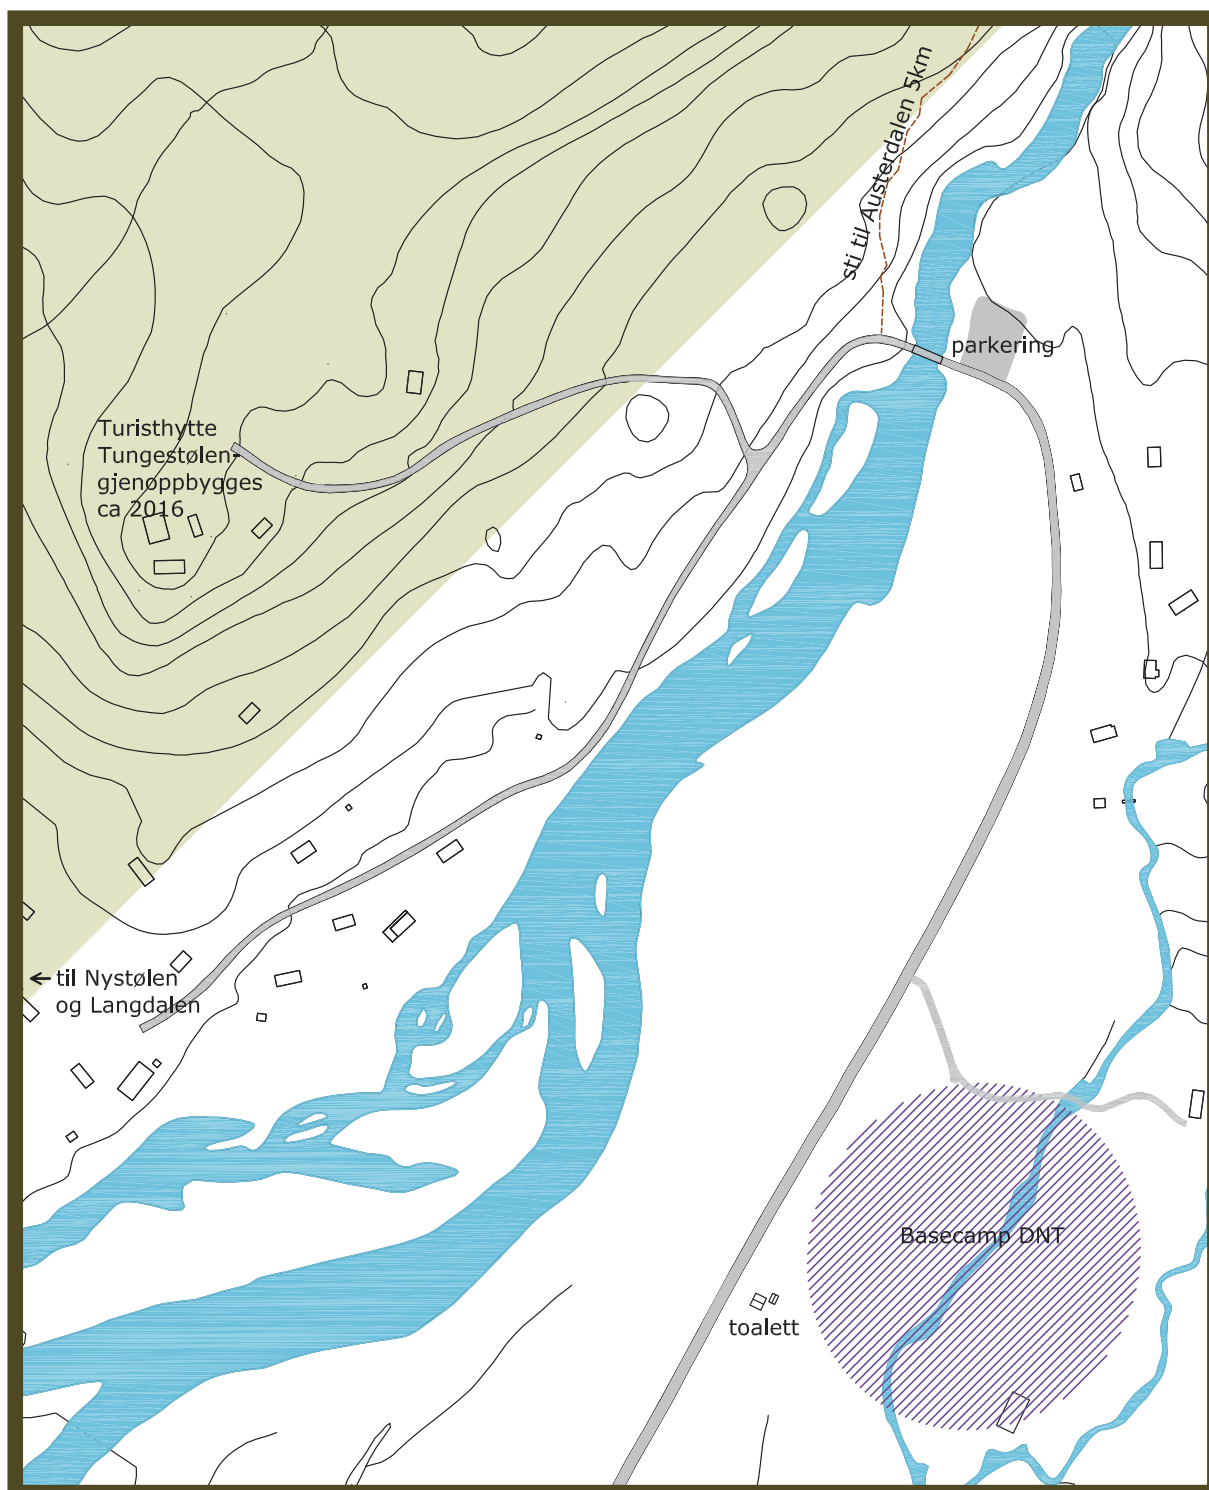 sti til Austerdalen 5km
parkering
Turisthytte
Tungestølen-
gjenoppbygges
ca 2016
← til Nystølen
og Langdalen
Basecamp DNT
toalett